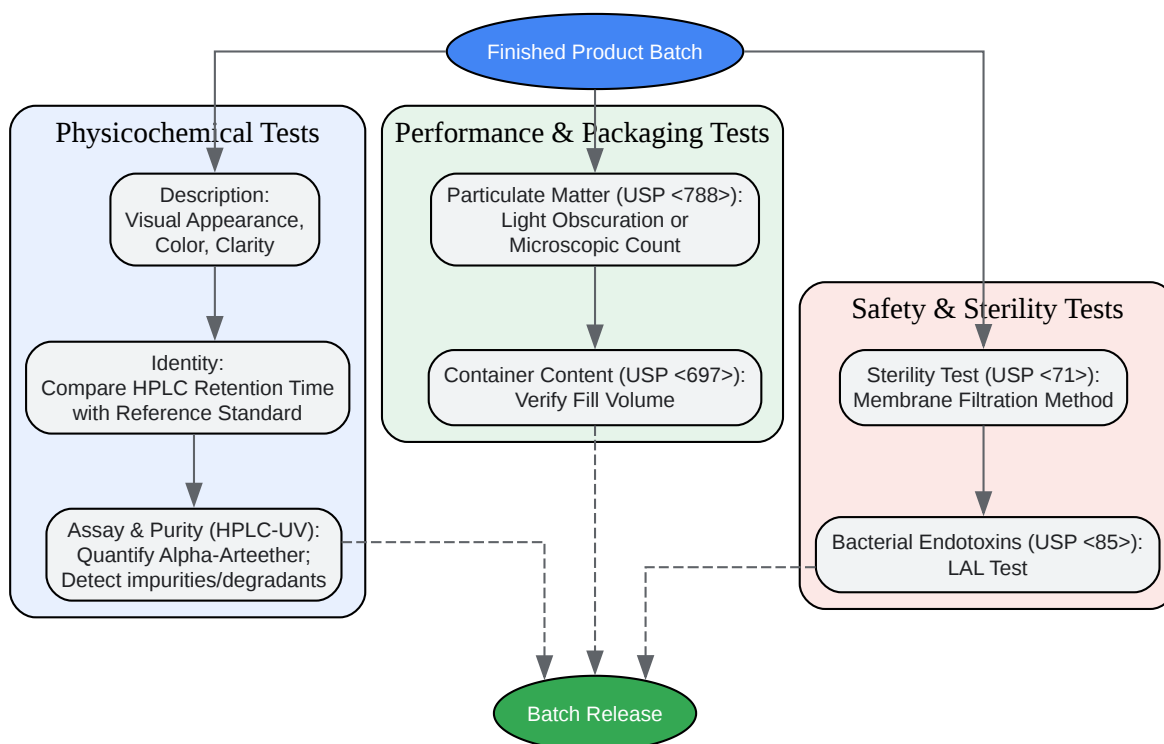 Finished Product Batch
Physicochemical Tests
Description:
Visual Appearance,
Color, Clarity
Identity:
Compare HPLC Retention Time
with Reference Standard
Assay & Purity (HPLC-UV):
Quantify Alpha-Arteether;
Detect impurities/degradants
Performance & Packaging Tests
Particulate Matter (USP <788>):
Light Obscuration or
Microscopic Count
Container Content (USP <697>):
Verify Fill Volume
Safety & Sterility Tests
Sterility Test (USP <71>):
Membrane Filtration Method
Bacterial Endotoxins (USP <85>):
LAL Test
Batch Release